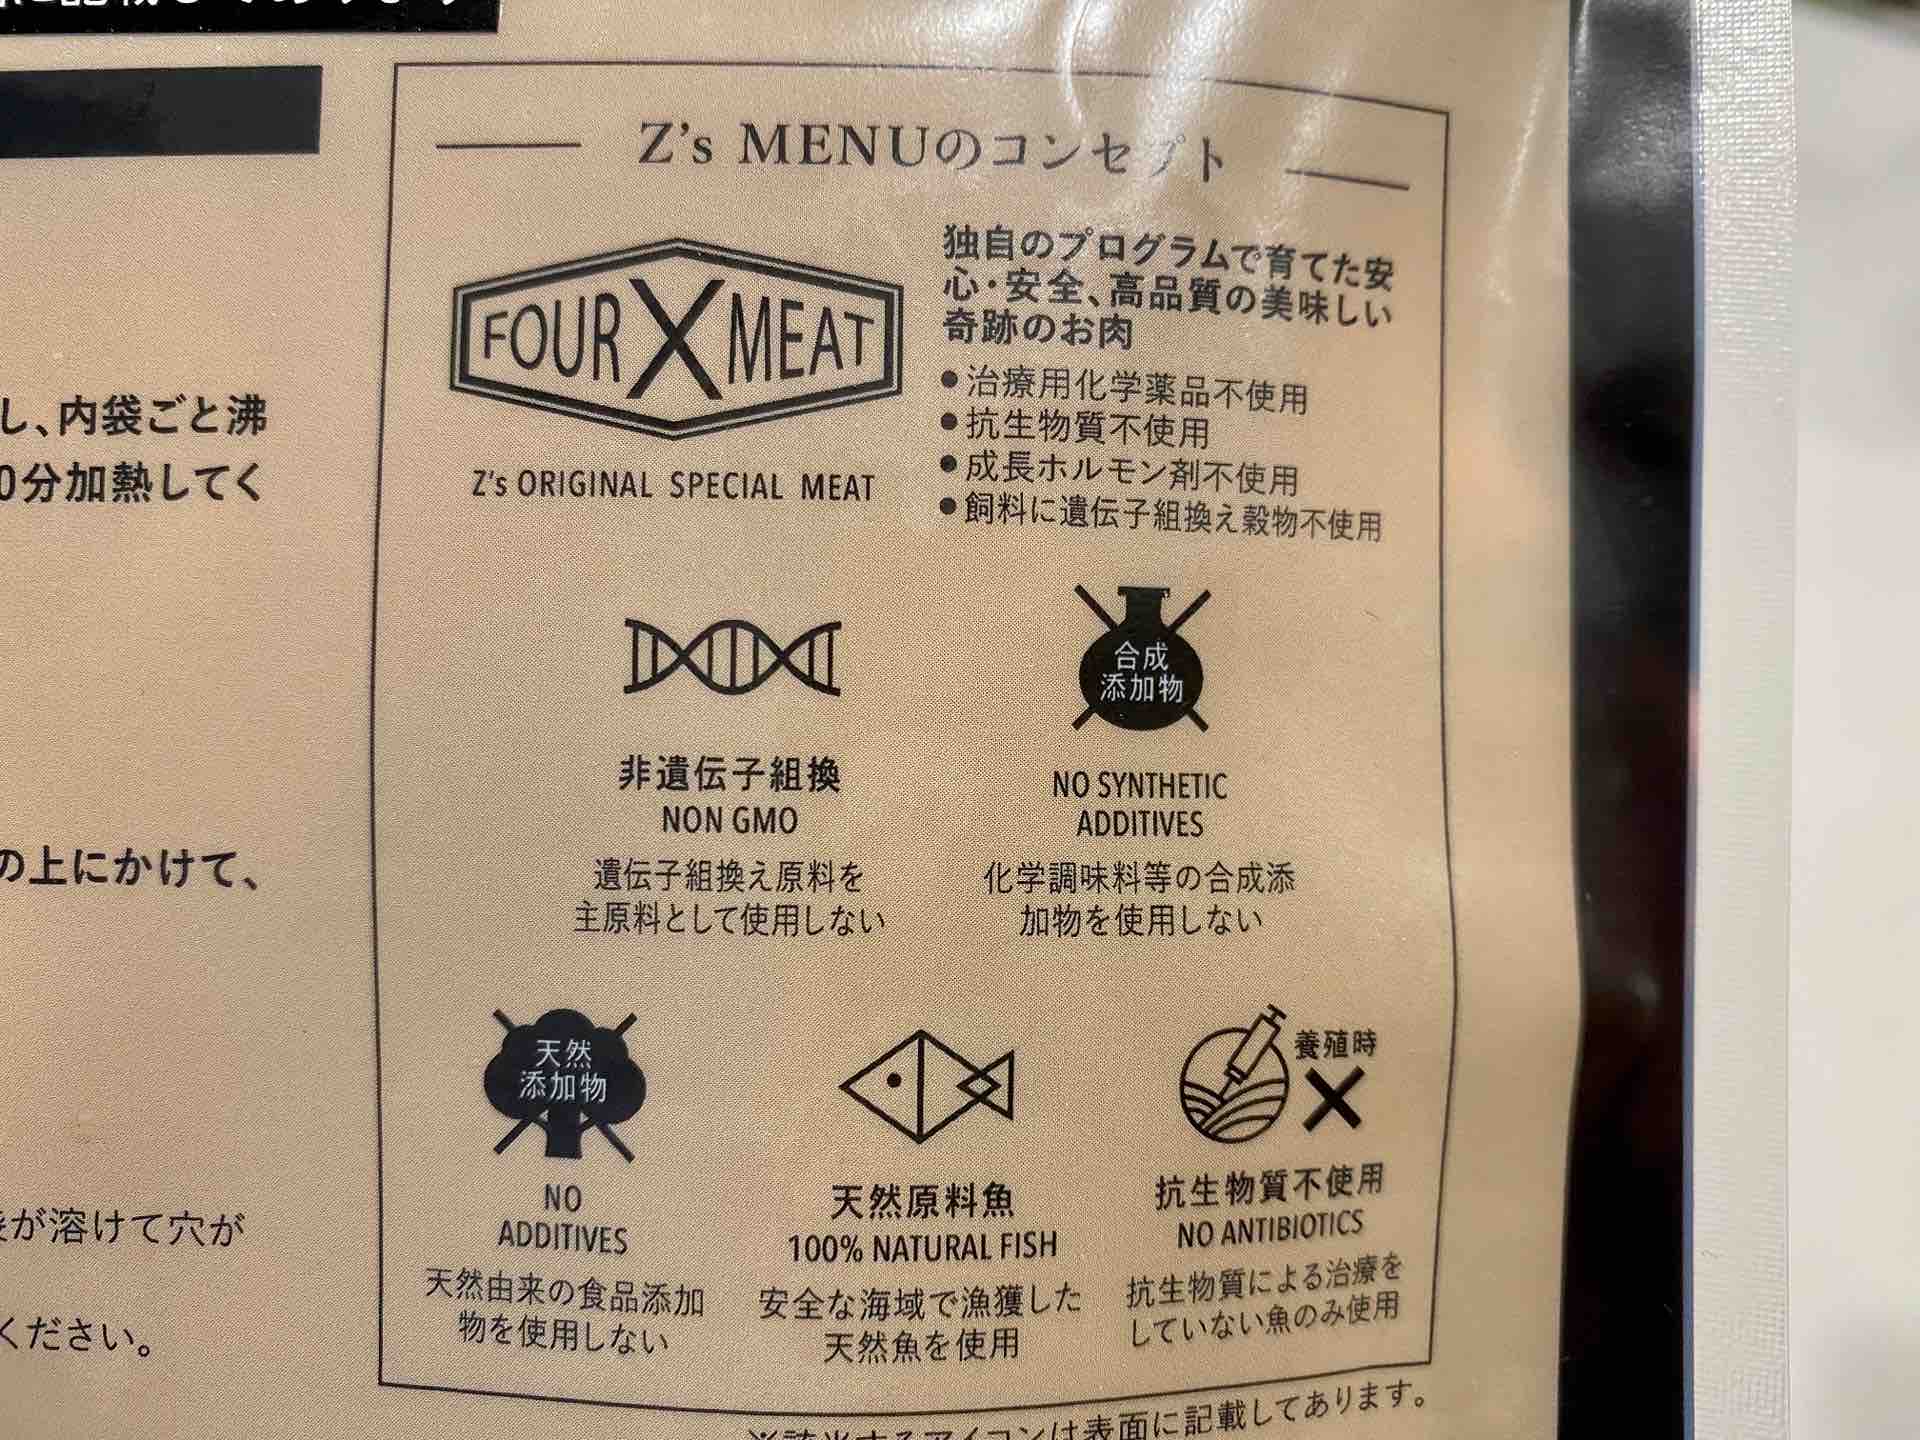 し、内袋ごと沸
0分加熱してく
の上にかけて、
が溶けて穴が
ください。
Z's MENUのコンセプト
FOUR X MEAT
Z's ORIGINAL SPECIAL MEAT
独自のプログラムで育てた安
心・安全、高品質の美味しい
奇跡のお肉
●治療用化学薬品不使用
●抗生物質不使用
●成長ホルモン剤不使用
●飼料に遺伝子組換え穀物不使用
非遺伝子組換
NON GMO
遺伝子組換え原料を
主原料として使用しない
合成
添加物
NO SYNTHETIC
ADDITIVES
化学調味料等の合成添
加物を使用しない
天然
添加物
NO
ADDITIVES
天然由来の食品添加
物を使用しない
天然原料魚
100% NATURAL FISH
安全な海域で漁獲した
天然魚を使用
養殖時
抗生物質不使用
NO ANTIBIOTICS
抗生物質による治療を
していない魚のみ使用
※該当するアイコンは表面に記載してあります。